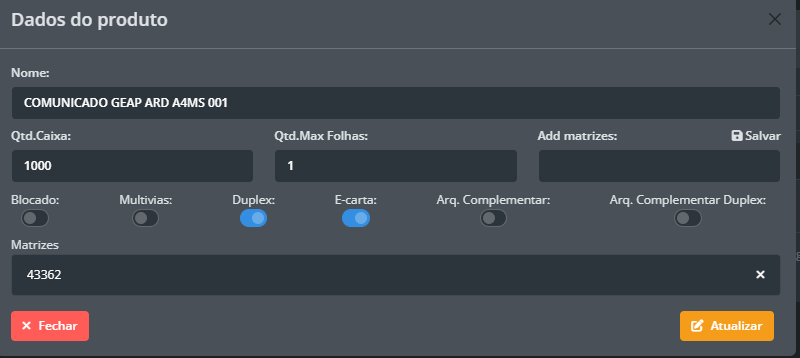 Dados do produto
Nome:
COMUNICADO GEAP ARD A4MS 001
Qtd.Caixa: Qtd.Max Folhas: Add matrizes: Salvar
1000 1
Blocado: Multivias: Duplex: E-carta: Arq. Complementar: Arq. Complementar Duplex:
Matrizes
43362
Fechar Atualizar